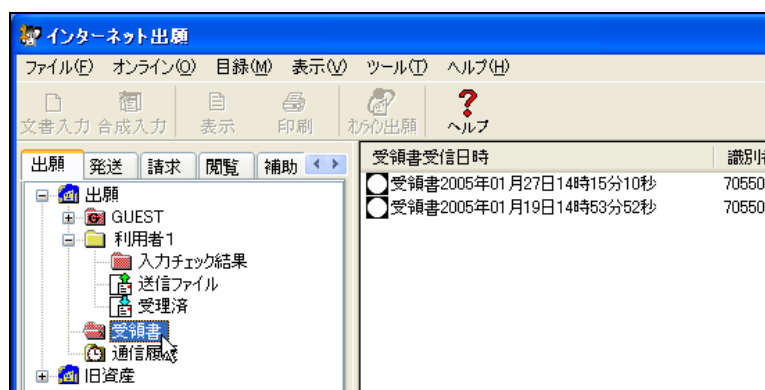 インターネット出願
ファイル(F) オンライン(O) 目録(M) 表示(V) ツール(T) ヘルプ(H)
文書入力 合成入力 表示 印刷 オンライン出願 ヘルプ
出願 発送 請求 閲覧 補助
受領書受信日時 識別
出願
受領書2005年01月27日14時15分10秒 70550
GUEST
受領書2005年01月19日14時53分52秒 70550
利用者1
入力チェック結果
送信ファイル
受理済
受領書
通信履歴
旧資産